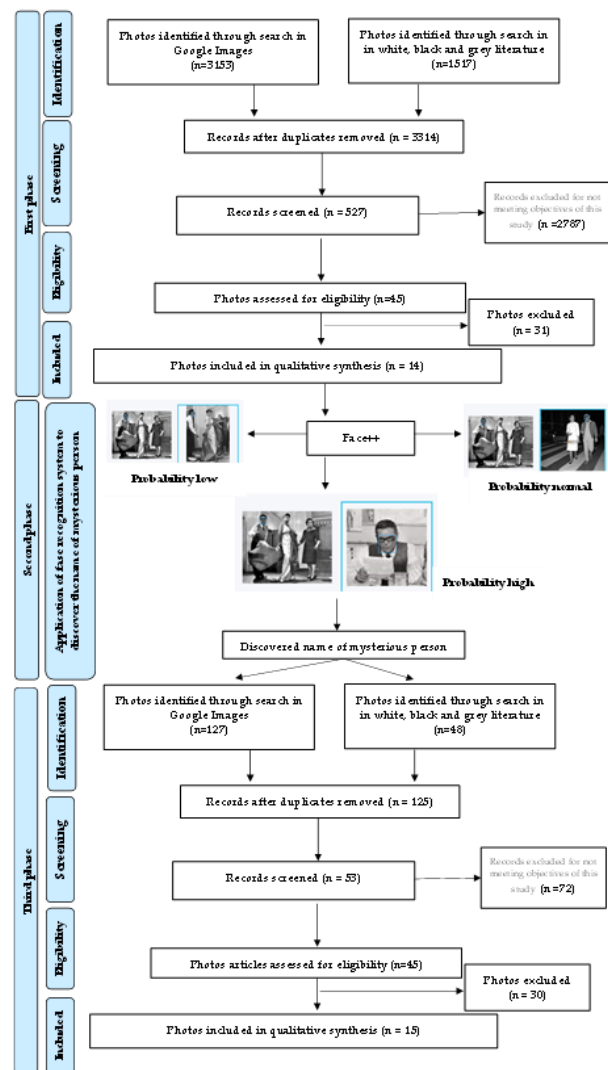 First phase
Identification
Photos identified through search in
Google Images
(n=3153)
Photos identified through search in
in white, black and grey literature
(n=1517)
Records after duplicates removed (n = 3314)
Screening
Records screened (n = 527)
Records excluded for not
meeting objectives of this
study (n =2787)
Eligibility
Photos assessed for eligibility (n=45)
Photos excluded
(n = 31)
Included
Photos included in qualitative synthesis (n = 14)
Second phase
Application of fase recognition system to
discover the name of mysterious person
Face++
Probability low
Probability normal
Probability high
Discovered name of mysterious person
Third phase
Identification
Photos identified through search in
Google Images
(n=127)
Photos identified through search in
in white, black and grey literature
(n=48)
Records after duplicates removed (n = 125)
Screening
Records screened (n = 53)
Records excluded for not
meeting objectives of this
study (n=72)
Eligibility
Photos articles assessed for eligibility (n=45)
Photos excluded
(n = 30)
Included
Photos included in qualitative synthesis (n = 15)